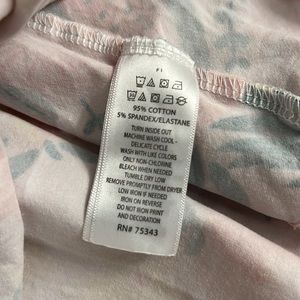 F1
95% COTTON
5% SPANDEX/ELASTANE
TURN INSIDE OUT
MACHINE WASH COOL -
DELICATE CYCLE
WASH WITH LIKE COLORS
ONLY NON-CHLORINE
BLEACH WHEN NEEDED
TUMBLE DRY LOW
REMOVE PROMPTLY FROM DRYER
LOW IRON IF NEEDED
IRON ON REVERSE
DO NOT IRON PRINT
AND DECORATION
RN# 75343